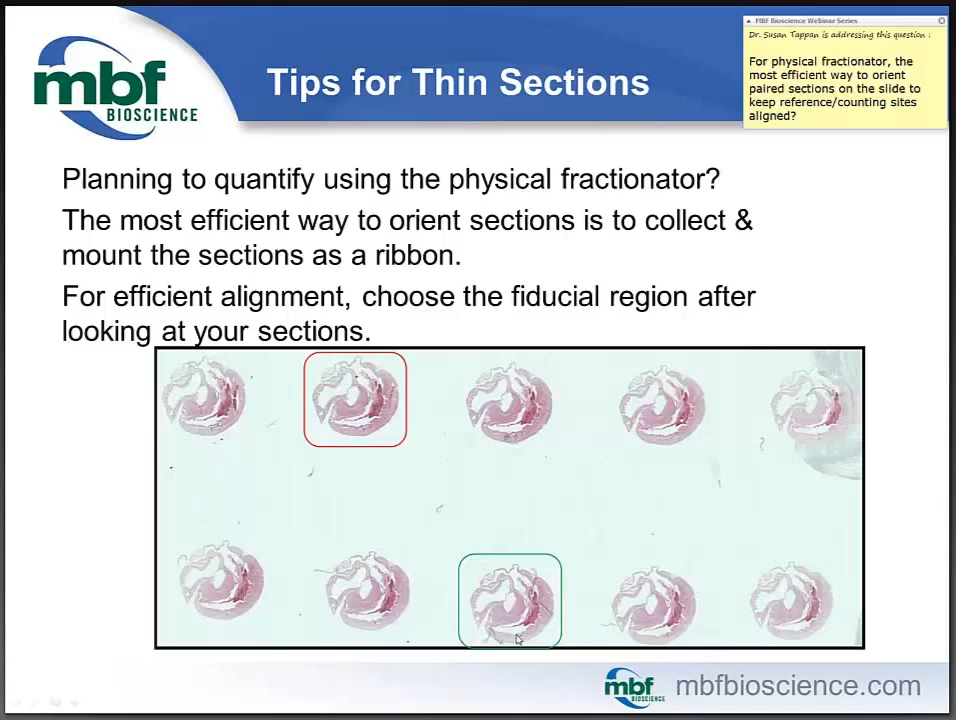 MBF Bioscience Webinar Series
Dr. Susan Tappan is addressing this question :
For physical fractionator, the
most efficient way to orient
paired sections on the slide to
keep reference/counting sites
aligned?
mbf
BIOSCIENCE
Tips for Thin Sections
Planning to quantify using the physical fractionator?
The most efficient way to orient sections is to collect &
mount the sections as a ribbon.
For efficient alignment, choose the fiducial region after
looking at your sections.
mbf
BIOSCIENCE
mbfbioscience.com